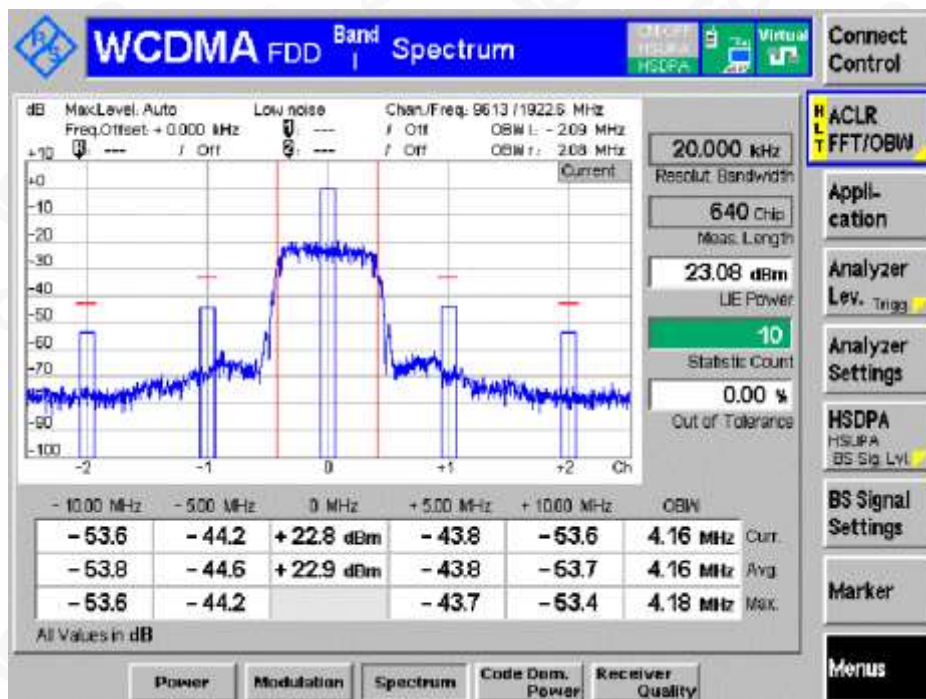 R S WCDMA FDD Band I Spectrum
HSDPA Virtual
Connect Control
dB Max.Level: Auto Low noise Chan./Freq.: 9613 / 1922.6 MHz
Freq.Offset: + 0.000 kHz 1 --- / Off OBW l: - 2.09 MHz
R --- / Off 2 --- / Off OBW r: 2.08 MHz
Current
+10
+0
-10
-20
-30
-40
-50
-60
-70
-90
-100
-2 -1 0 +1 +2 Ch
20.000 kHz
Resolut. Bandwidth
640 Chip
Meas. Length
23.08 dBm
UE Power
10
Statistic Count
0.00 %
Out of Tolerance
- 10.00 MHz - 5.00 MHz 0 MHz + 5.00 MHz + 10.00 MHz OBW
- 53.6 - 44.2 + 22.8 dBm - 43.8 - 53.6 4.16 MHz Curr.
- 53.8 - 44.6 + 22.9 dBm - 43.8 - 53.7 4.16 MHz Avg.
- 53.6 - 44.2 - 43.7 - 53.4 4.18 MHz Max.
All Values in dB
HLT
ACLR
FFT/OBW
Appli-
cation
Analyzer
Lev. Trigg.
Analyzer
Settings
HSDPA
HSUPA
BS Sig. Lvl.
BS Signal
Settings
Marker
Menus
Power
Modulation
Spectrum
Code Dom.
Power
Receiver
Quality